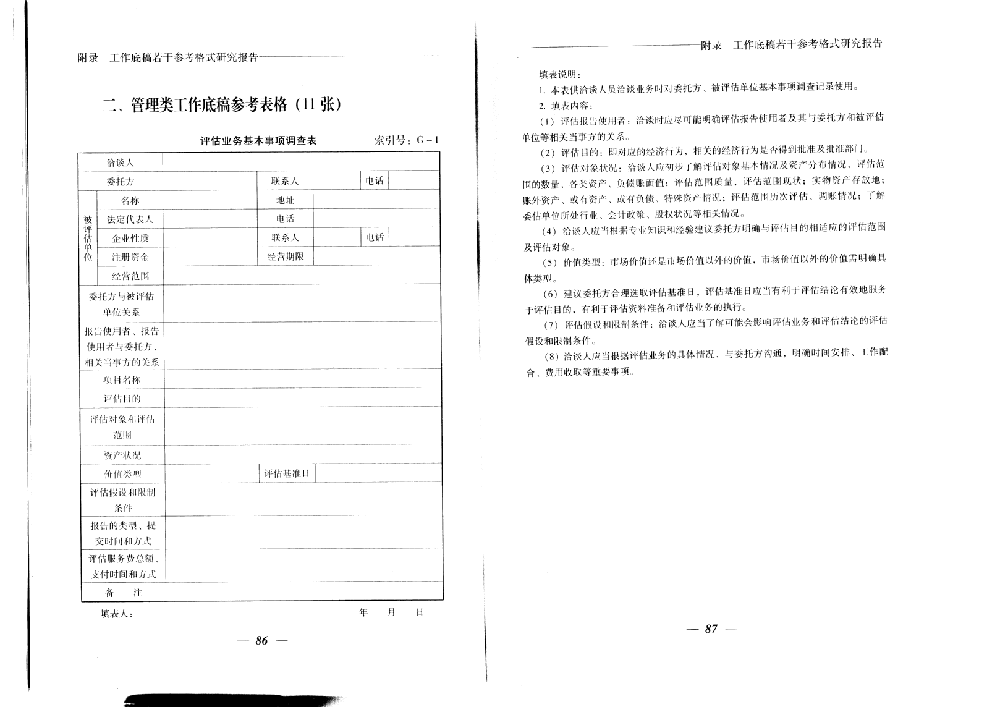 附录　工作底稿若干参考格式研究报告
二、管理类工作底稿参考表格（11 张）
评估业务基本事项调查表　索引号：G－1
洽谈人
委托方　联系人　电话
被评估单位
名称　地址
法定代表人　电话
企业性质　联系人　电话
注册资金　经营期限
经营范围
委托方与被评估
单位关系
报告使用者、报告
使用者与委托方、
相关当事方的关系
项目名称
评估目的
评估对象和评估
范围
资产状况
价值类型　评估基准日
评估假设和限制
条件
报告的类型、提
交时间和方式
评估服务费总额、
支付时间和方式
备　注
填表人：　年　月　日
— 86 —
附录　工作底稿若干参考格式研究报告
填表说明：
1. 本表供洽谈人员洽谈业务时对委托方、被评估单位基本事项调查记录使用。
2. 填表内容：
（1）评估报告使用者：洽谈时应尽可能明确评估报告使用者及其与委托方和被评估
单位等相关当事方的关系。
（2）评估目的：即对应的经济行为，相关的经济行为是否得到批准及批准部门。
（3）评估对象状况：洽谈人应初步了解评估对象基本情况及资产分布情况、评估范
围的数量，各类资产、负债账面值；评估范围质量，评估范围现状；实物资产存放地；
账外资产、或有资产、或有负债、特殊资产情况；评估范围历次评估、调账情况；了解
委估单位所处行业、会计政策、股权状况等相关情况。
（4）洽谈人应当根据专业知识和经验建议委托方明确与评估目的相适应的评估范围
及评估对象。
（5）价值类型：市场价值还是市场价值以外的价值，市场价值以外的价值需明确具
体类型。
（6）建议委托方合理选取评估基准日，评估基准日应当有利于评估结论有效地服务
于评估目的，有利于评估资料准备和评估业务的执行。
（7）评估假设和限制条件：洽谈人应当了解可能会影响评估业务和评估结论的评估
假设和限制条件。
（8）洽谈人应当根据评估业务的具体情况，与委托方沟通，明确时间安排、工作配
合、费用收取等重要事项。
— 87 —